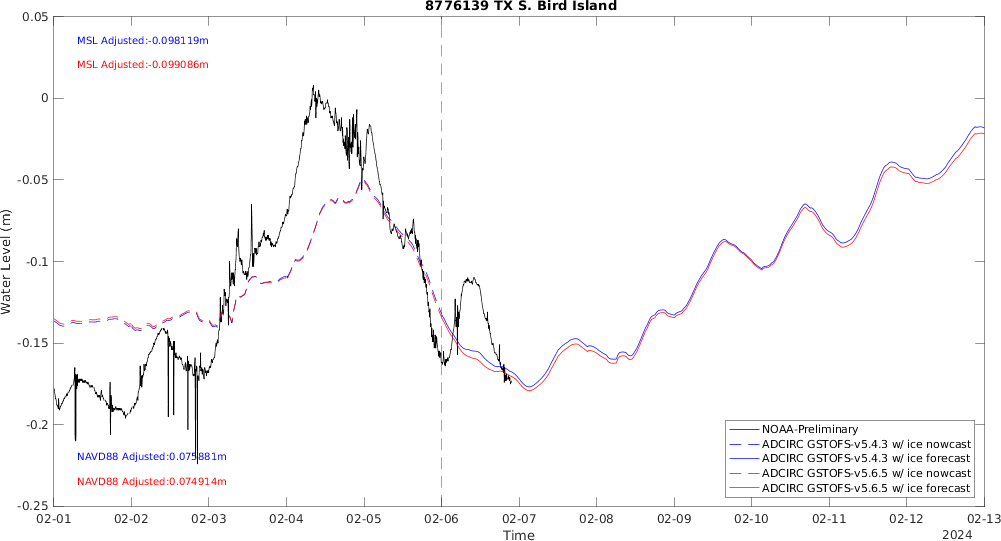 8776139 TX S. Bird Island
0.05
MSL Adjusted:-0.098119m
MSL Adjusted:-0.099086m
0
-0.05
-0.1
Water Level (m)
-0.15
-0.2
NOAA-Preliminary
ADCIRC GSTOFS-v5.4.3 w/ ice nowcast
ADCIRC GSTOFS-v5.4.3 w/ ice forecast
ADCIRC GSTOFS-v5.6.5 w/ ice nowcast
ADCIRC GSTOFS-v5.6.5 w/ ice forecast
NAVD88 Adjusted:0.075881m
NAVD88 Adjusted:0.074914m
-0.25
02-01 02-02 02-03 02-04 02-05 02-06 02-07 02-08 02-09 02-10 02-11 02-12 02-13
Time
2024